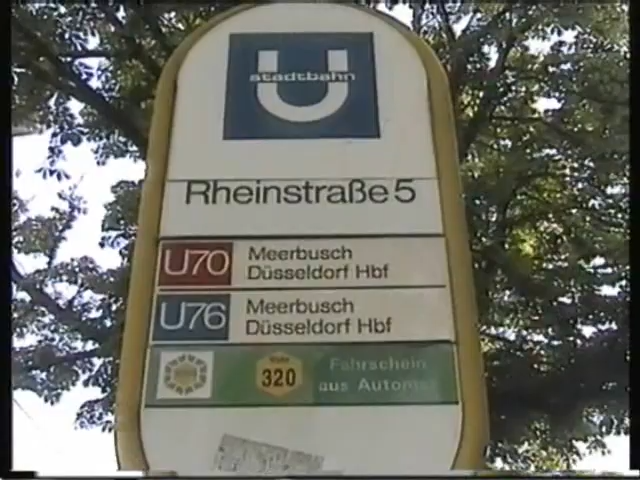 U
stadtbahn
Rheinstraße 5
U70 Meerbusch
Düsseldorf Hbf
U76 Meerbusch
Düsseldorf Hbf
320
Fahrschein
aus Automat